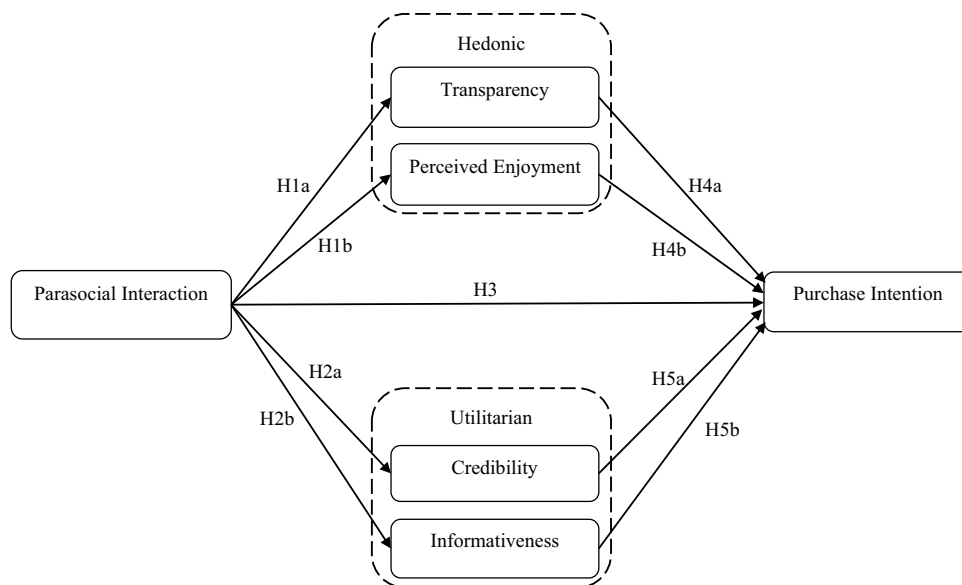 Hedonic
Transparency
Perceived Enjoyment
H1a
H4a
H1b
H4b
Parasocial Interaction
H3
Purchase Intention
H2a
H5a
H2b
Utilitarian
H5b
Credibility
Informativeness